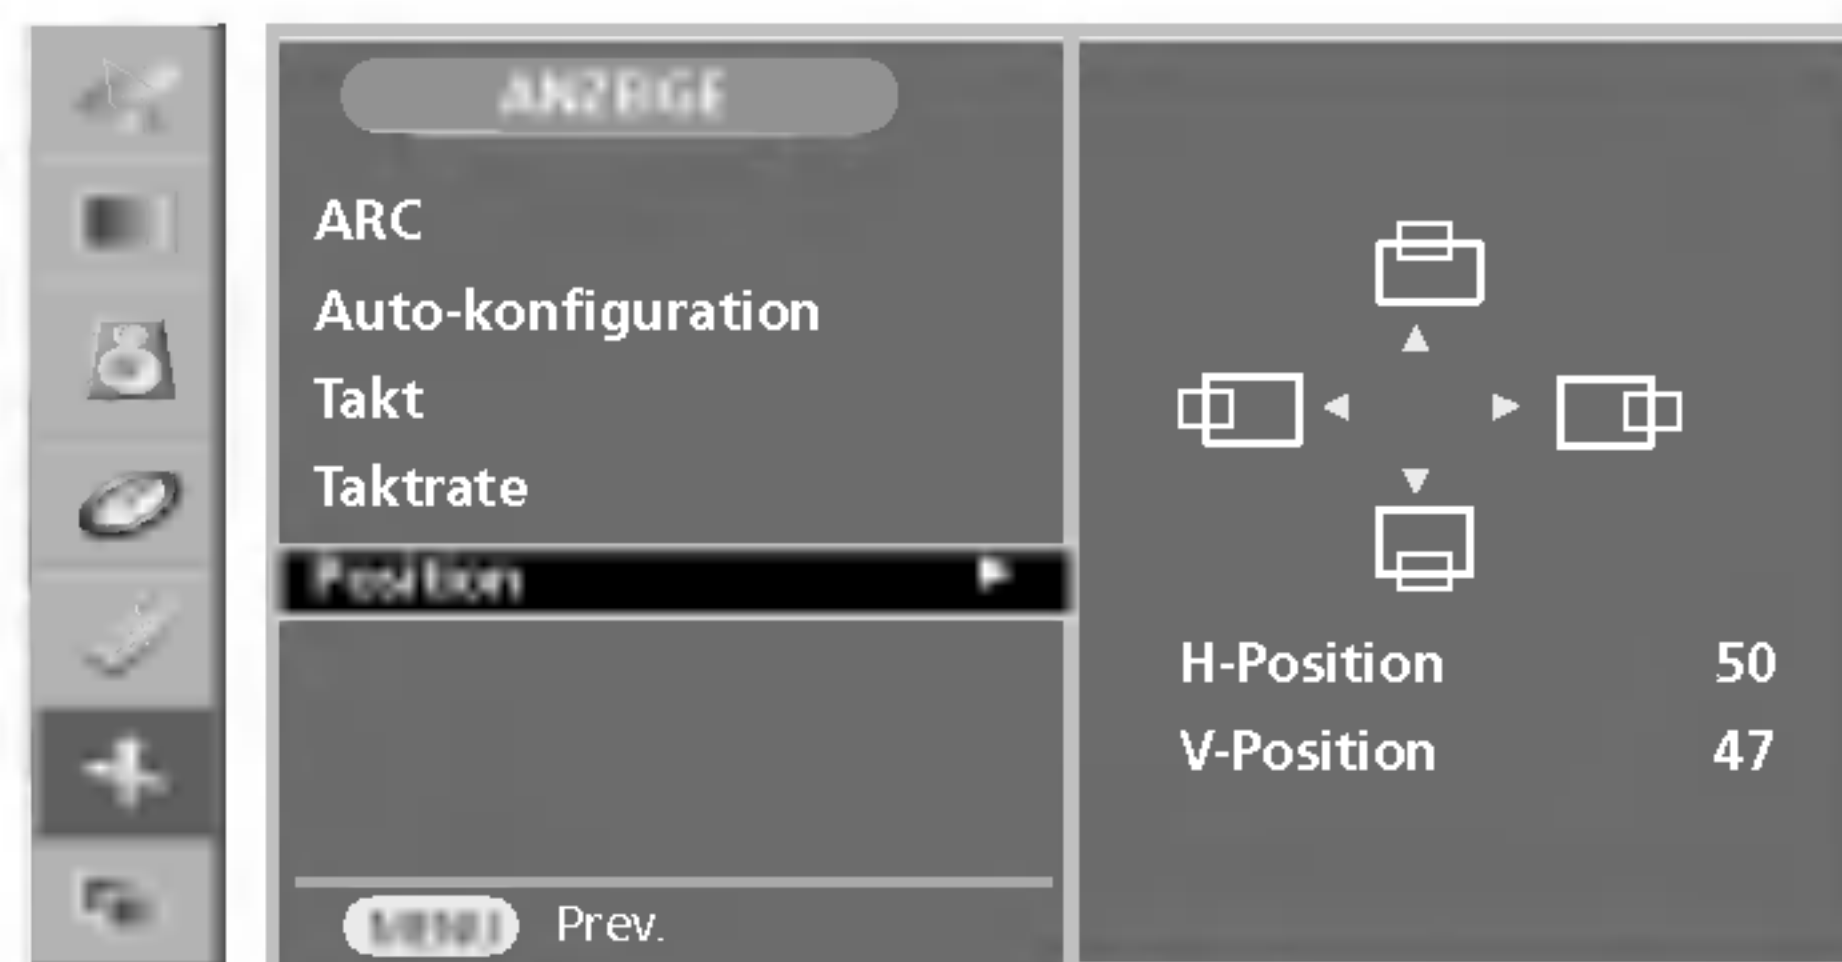 ANZEIGE
ARC
Auto-konfiguration
Takt
Taktrate
Position
MENU Prev.
H-Position 50
V-Position 47